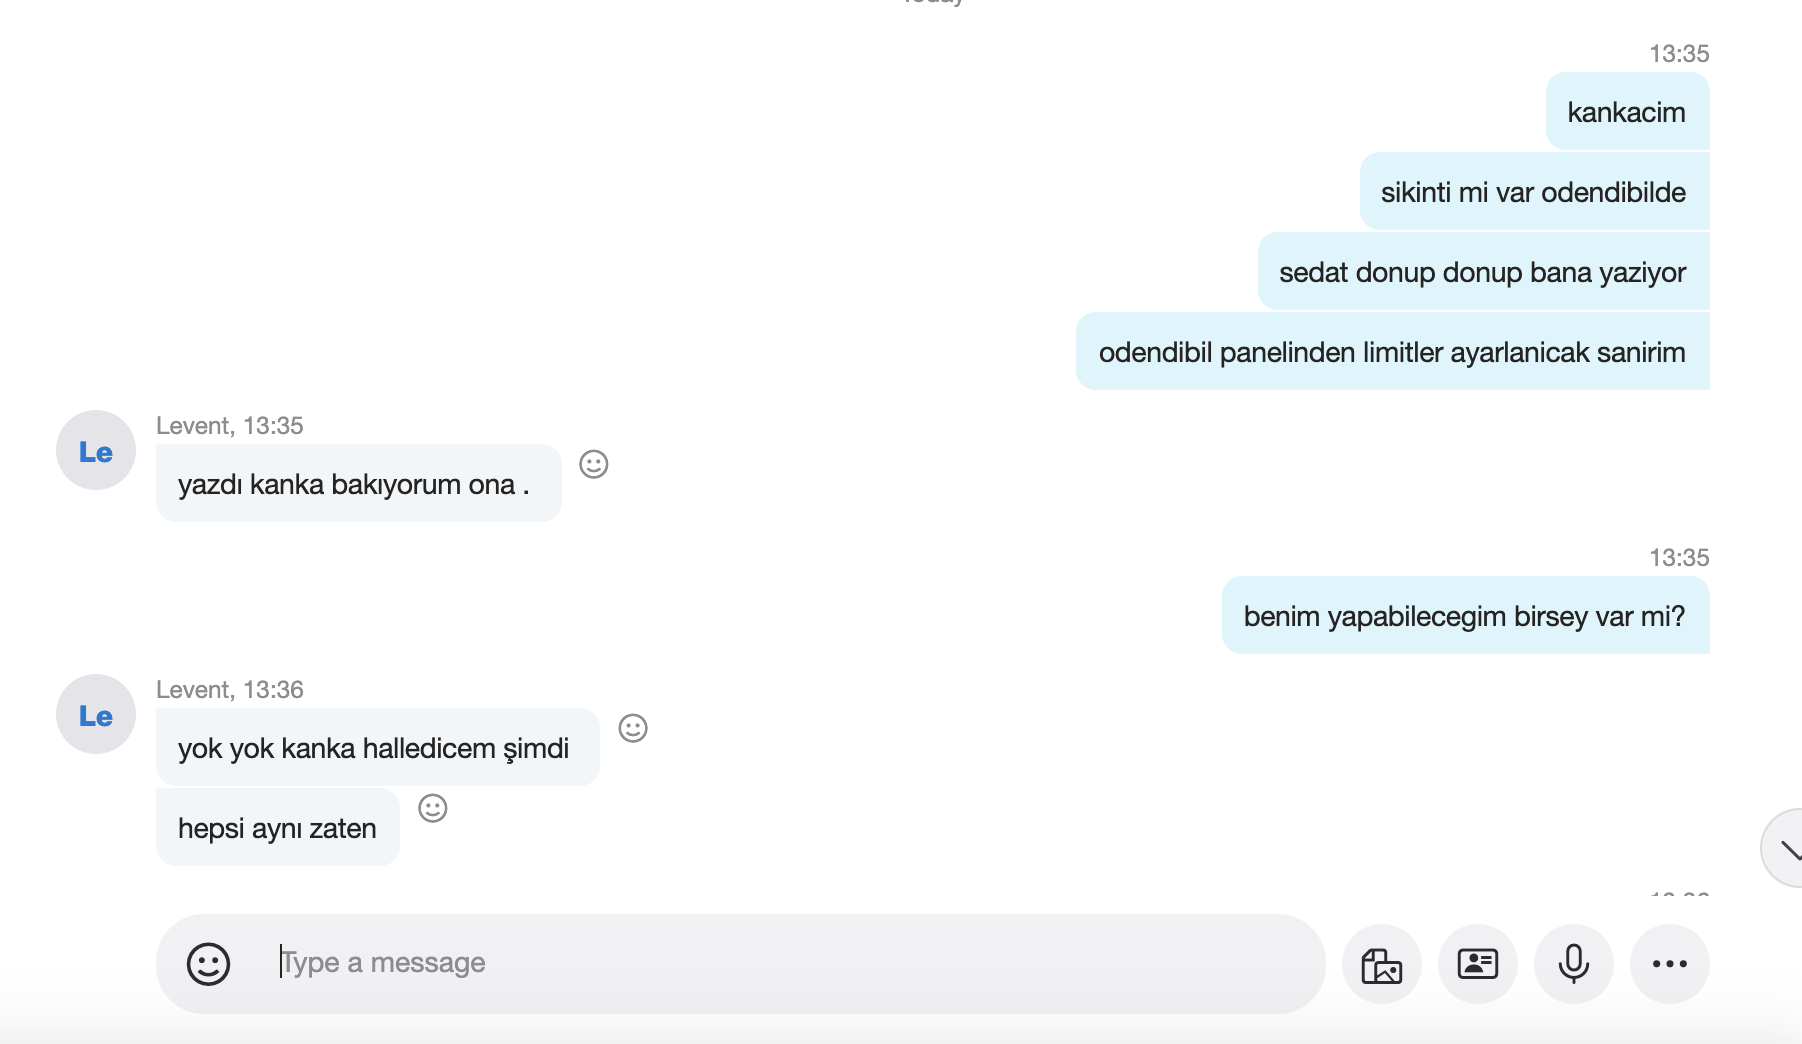 13:35
kankacim
sikinti mi var odendibilde
sedat donup donup bana yaziyor
odendibil panelinden limitler ayarlanicak sanirim
Levent, 13:35
Le
yazdı kanka bakıyorum ona .
13:35
benim yapabilecegim birsey var mi?
Levent, 13:36
Le
yok yok kanka halledicem şimdi
hepsi aynı zaten
Type a message